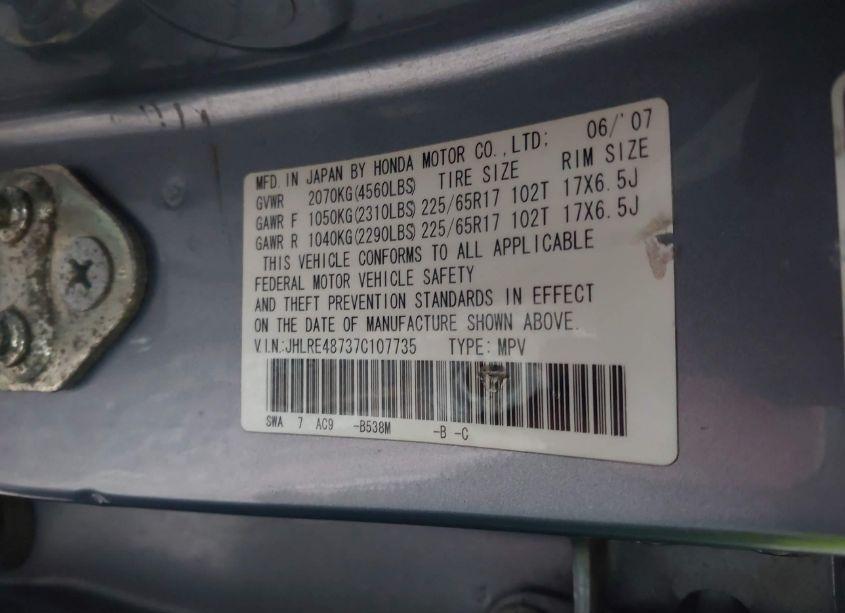 MFD. IN JAPAN BY HONDA MOTOR CO., LTD: 06/'07
GVWR 2070KG(4560LBS) TIRE SIZE RIM SIZE
GAWR F 1050KG(2310LBS) 225/65R17 102T 17X6.5J
GAWR R 1040KG(2290LBS) 225/65R17 102T 17X6.5J
THIS VEHICLE CONFORMS TO ALL APPLICABLE
FEDERAL MOTOR VEHICLE SAFETY
AND THEFT PREVENTION STANDARDS IN EFFECT
ON THE DATE OF MANUFACTURE SHOWN ABOVE.
V.I.N.:JHLRE48737C107735 TYPE: MPV
SWA 7 AC9 -B538M -B -C